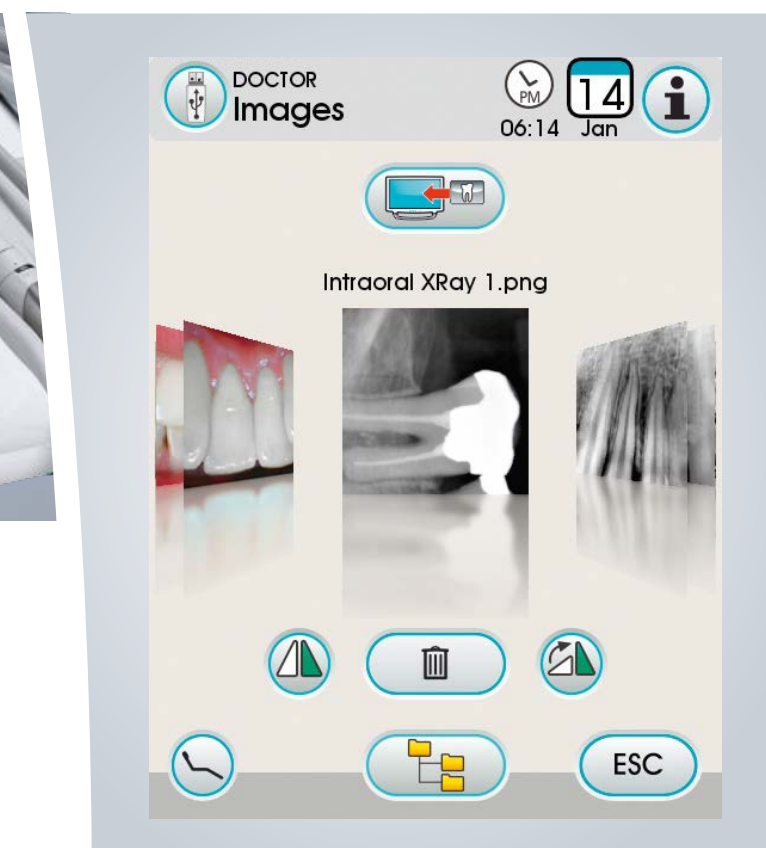 DOCTOR
Images
PM
06:14
14
Jan
i
Intraoral XRay 1.png
ESC